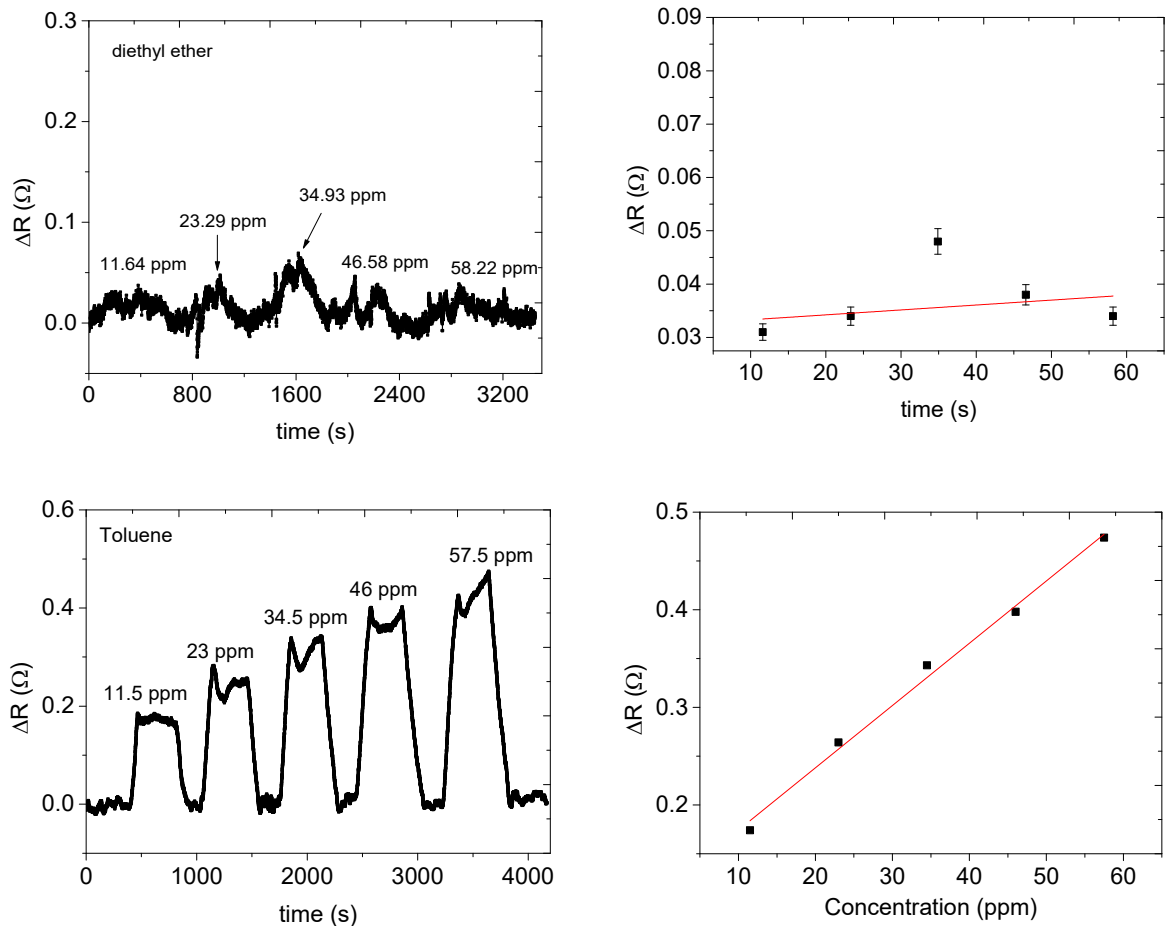 0.3
diethyl ether
0.2
0.1
0.0
ΔR (Ω)
34.93 ppm
23.29 ppm
11.64 ppm
46.58 ppm
58.22 ppm
0 800 1600 2400 3200
time (s)
0.09
0.08
0.07
0.06
0.05
0.04
0.03
ΔR (Ω)
10 20 30 40 50 60
time (s)
0.6
Toluene
0.4
0.2
0.0
ΔR (Ω)
57.5 ppm
46 ppm
34.5 ppm
23 ppm
11.5 ppm
0 1000 2000 3000 4000
time (s)
0.5
0.4
0.3
0.2
ΔR (Ω)
10 20 30 40 50 60
Concentration (ppm)